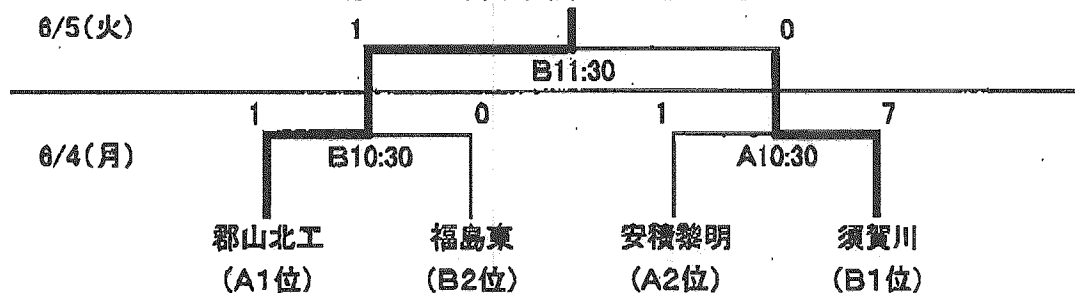 6/5(火)
1
0
B11:30
1
0
1
7
6/4(月)
B10:30
A10:30
郡山北工
福島東
安積黎明
須賀川
(A1位)
(B2位)
(A2位)
(B1位)